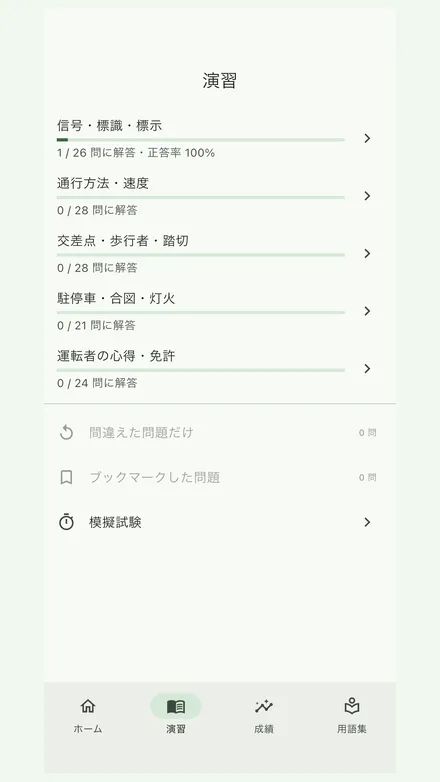 演習
信号・標識・標示
1 / 26 問に解答・正答率 100%
通行方法・速度
0 / 28 問に解答
交差点・歩行者・踏切
0 / 28 問に解答
駐停車・合図・灯火
0 / 21 問に解答
運転者の心得・免許
0 / 24 問に解答
間違えた問題だけ 0 問
ブックマークした問題 0 問
模擬試験
ホーム 演習 成績 用語集